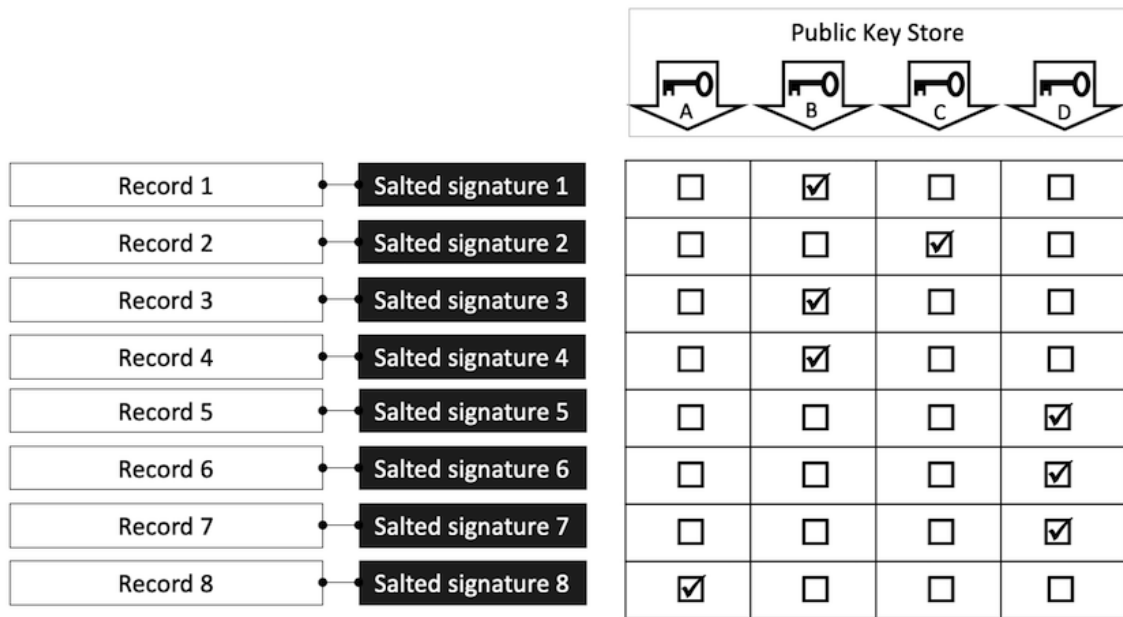 Public Key Store
A B C D
Record 1 Salted signature 1
Record 2 Salted signature 2
Record 3 Salted signature 3
Record 4 Salted signature 4
Record 5 Salted signature 5
Record 6 Salted signature 6
Record 7 Salted signature 7
Record 8 Salted signature 8